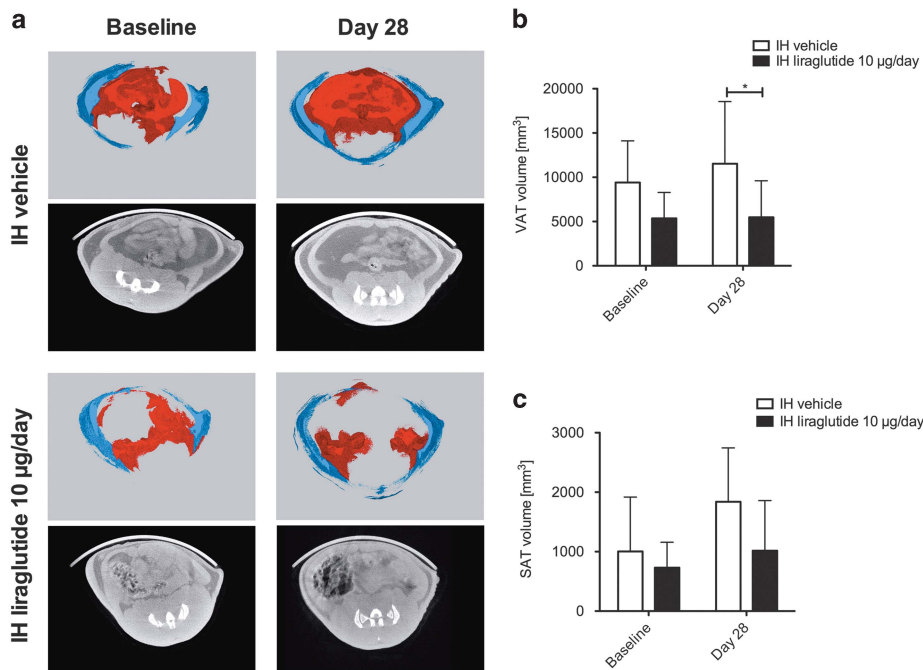 a
Baseline
Day 28
IH vehicle
IH liraglutide 10 µg/day
b
IH vehicle
IH liraglutide 10 µg/day
*
VAT volume [mm³]
20000
15000
10000
5000
0
Baseline
Day 28
c
IH vehicle
IH liraglutide 10 µg/day
SAT volume [mm³]
3000
2000
1000
0
Baseline
Day 28